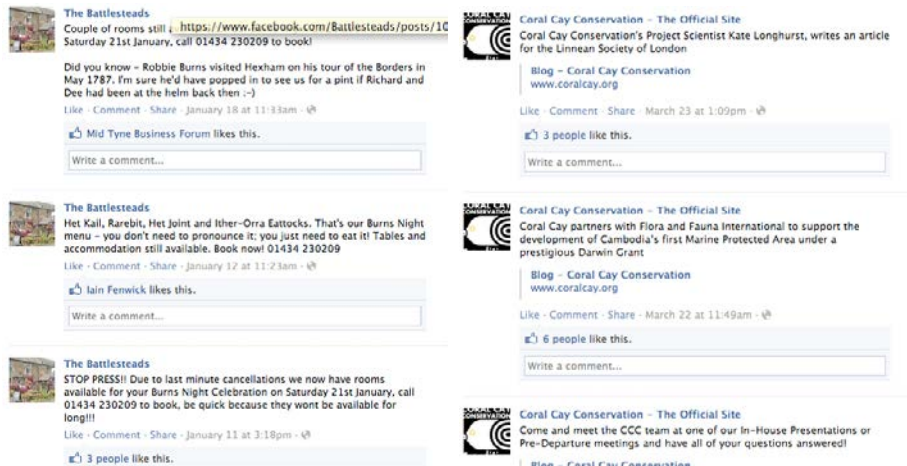 The Battlesteads
Couple of rooms still
https://www.facebook.com/Battlesteads/posts/10
Saturday 21st January, call 01434 230209 to book!
Did you know - Robbie Burns visited Hexham on his tour of the Borders in
May 1787. I'm sure he'd have popped in to see us for a pint if Richard and
Dee had been at the helm back then :-)
Like · Comment · Share · January 18 at 11:33am ·
Mid Tyne Business Forum likes this.
Write a comment...
The Battlesteads
Het Kail, Rarebit, Het Joint and Ither-Orra Eattocks. That's our Burns Night
menu - you don't need to pronounce it; you just need to eat it! Tables and
accommodation still available. Book now! 01434 230209
Like · Comment · Share · January 12 at 11:23am ·
Iain Fenwick likes this.
Write a comment...
The Battlesteads
STOP PRESS!! Due to last minute cancellations we now have rooms
available for your Burns Night Celebration on Saturday 21st January, call
01434 230209 to book, be quick because they wont be available for
long!!!
Like · Comment · Share · January 11 at 3:18pm ·
3 people like this.
Coral Cay Conservation - The Official Site
Coral Cay Conservation's Project Scientist Kate Longhurst, writes an article
for the Linnean Society of London
Blog - Coral Cay Conservation
www.coralcay.org
Like · Comment · Share · March 23 at 1:09pm ·
3 people like this.
Write a comment...
CORAL CAY
CONSERVATION
Coral Cay Conservation - The Official Site
Coral Cay partners with Flora and Fauna International to support the
development of Cambodia's first Marine Protected Area under a
prestigious Darwin Grant
Blog - Coral Cay Conservation
www.coralcay.org
Like · Comment · Share · March 22 at 11:49am ·
6 people like this.
Write a comment...
CORAL CAY
CONSERVATION
Coral Cay Conservation - The Official Site
Come and meet the CCC team at one of our In-House Presentations or
Pre-Departure meetings and have all of your questions answered!
Blog - Coral Cay Conservation